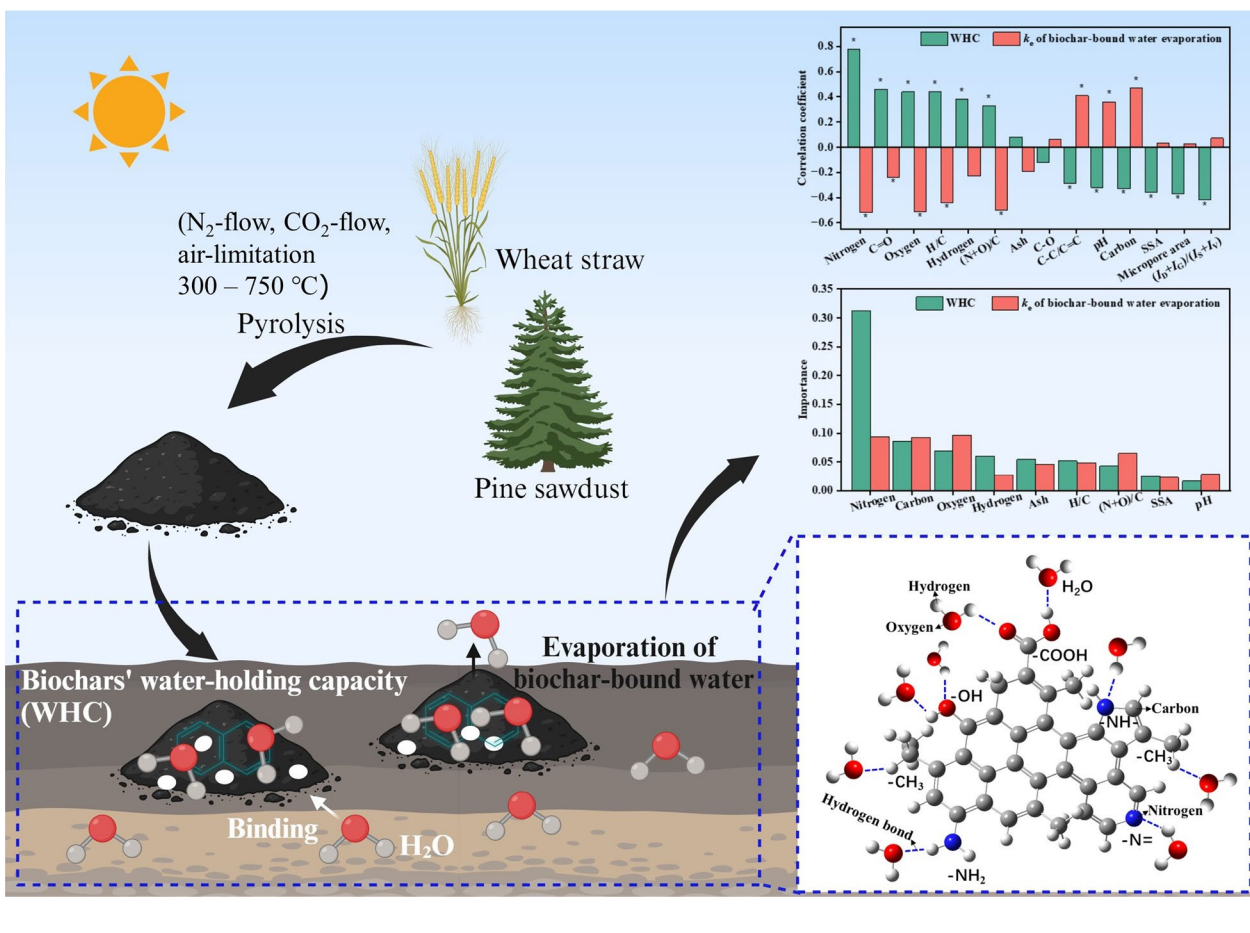 (N₂-flow, CO₂-flow,
air-limitation
300 – 750 ℃)
Pyrolysis
Wheat straw
Pine sawdust
Biochars' water-holding capacity
(WHC)
Evaporation of
biochar-bound water
Binding
H₂O
WHC
kₑ of biochar-bound water evaporation
Correlation coefficient
0.8
0.6
0.4
0.2
0.0
−0.2
−0.4
−0.6
* * * * * * * * *
* * * * * * * * * * *
Nitrogen
C=O
Oxygen
H/C
Hydrogen
(N+O)/C
Ash
C-O
C-C/C=C
pH
Carbon
SSA
Micropore area
WHC
kₑ of biochar-bound water evaporation
Importance
0.35
0.30
0.25
0.20
0.15
0.10
0.05
0.00
Nitrogen
Carbon
Oxygen
Hydrogen
Ash
H/C
(N+O)/C
SSA
pH
Hydrogen
H₂O
Oxygen
-COOH
-OH
Carbon
-NH-
-CH₃
-CH₃
Hydrogen bond
Nitrogen
-N=
-NH₂